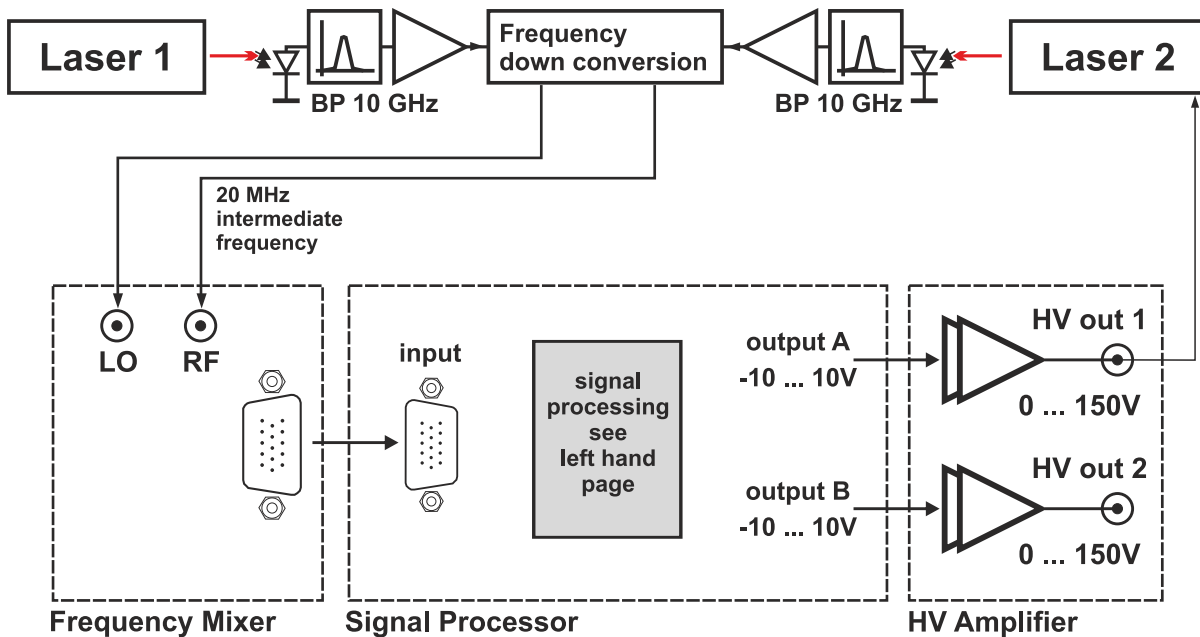 Laser 1
BP 10 GHz
Frequency
down conversion
BP 10 GHz
Laser 2
20 MHz
intermediate
frequency
LO
RF
input
signal
processing
see
left hand
page
output A
-10 ... 10V
output B
-10 ... 10V
HV out 1
0 ... 150V
HV out 2
0 ... 150V
Frequency Mixer
Signal Processor
HV Amplifier